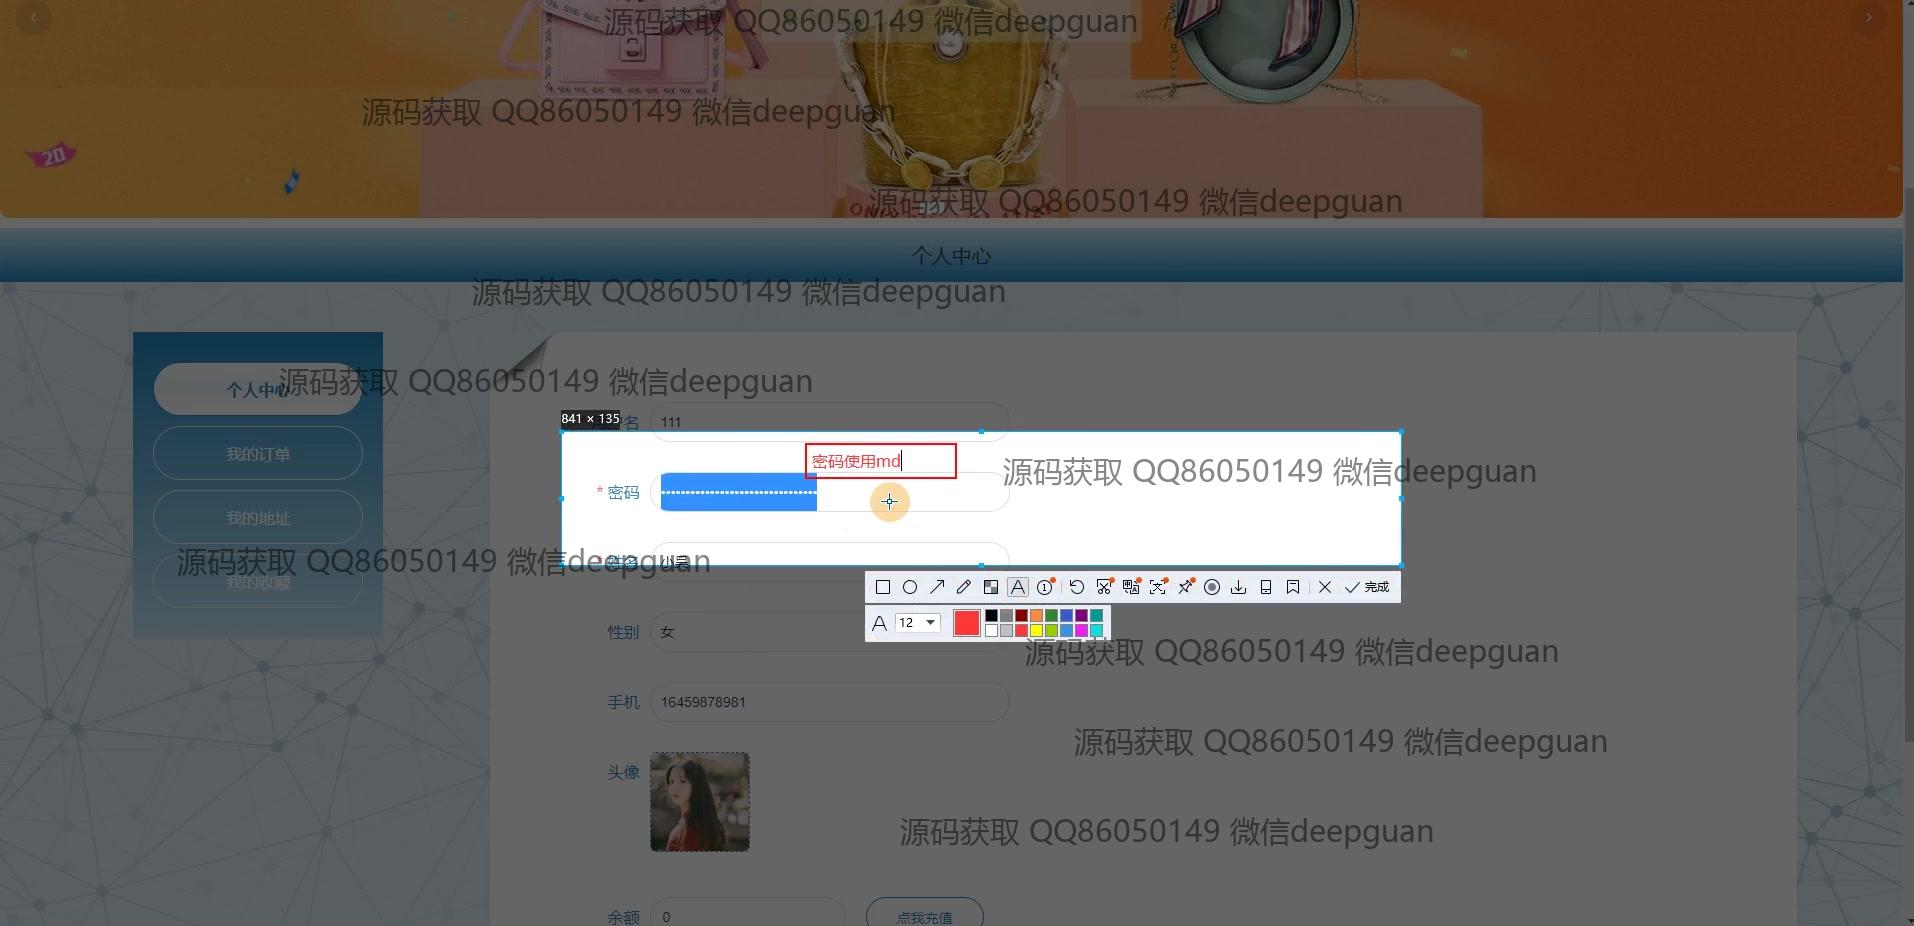 源码获取 QQ86050149 微信deepguan
源码获取 QQ86050149 微信deepguan
20
源码获取 QQ86050149 微信deepguan
个人中心
源码获取 QQ86050149 微信deepguan
个人中心
源码获取 QQ86050149 微信deepguan
841 × 135
名
111
我的订单
密码使用md
源码获取 QQ86050149 微信deepguan
* 密码
我的地址
源码获取 QQ86050149 微信deepguan
* 姓名
我的收藏
完成
12
性别
女
源码获取 QQ86050149 微信deepguan
手机
16459878981
源码获取 QQ86050149 微信deepguan
头像
源码获取 QQ86050149 微信deepguan
余额
0
点我充值